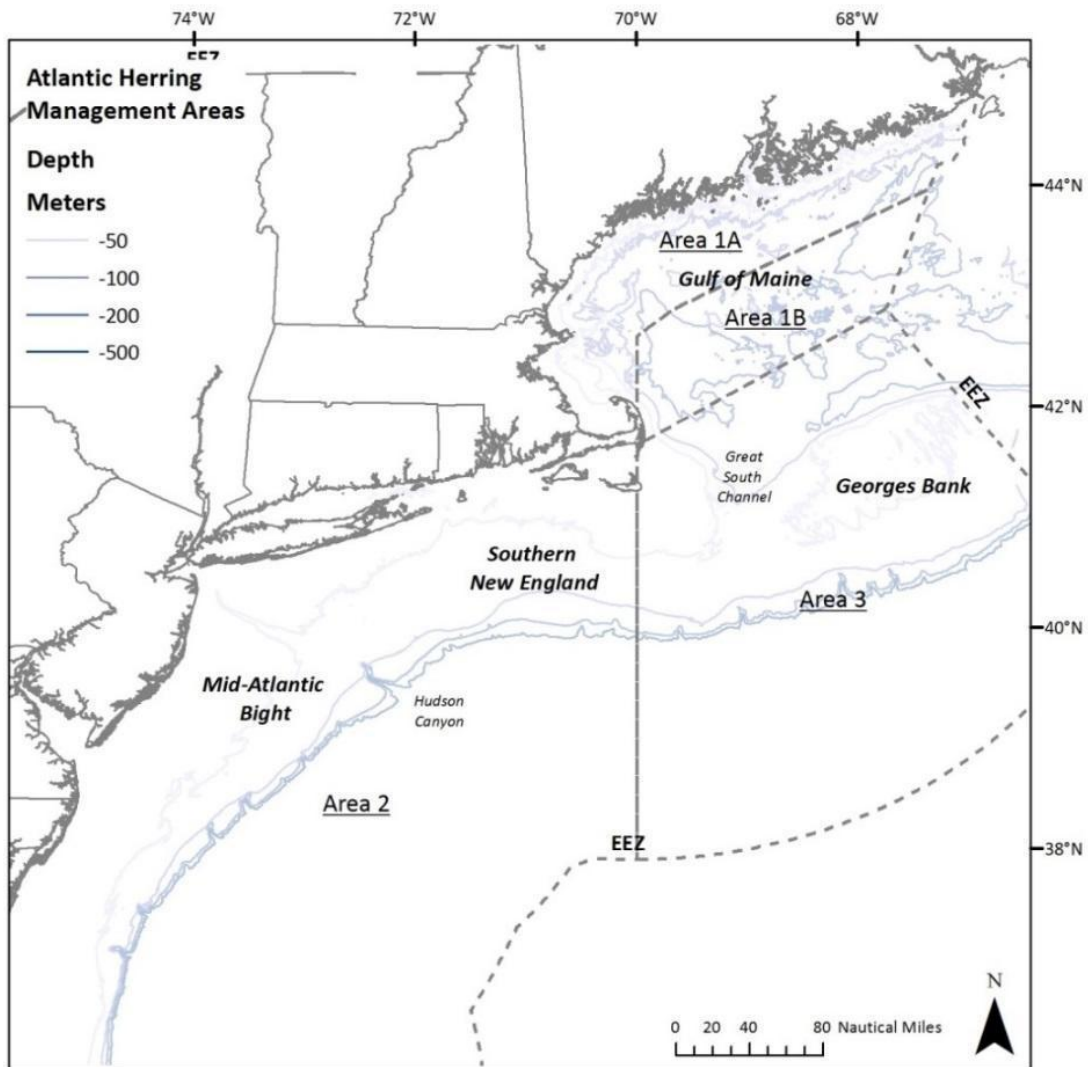 74°W
72°W
70°W
68°W
EEZ
Atlantic Herring
Management Areas
Depth
Meters
-50
-100
-200
-500
44°N
Area 1A
Gulf of Maine
Area 1B
42°N
EEZ
Great
South
Channel
Georges Bank
Southern
New England
Area 3
40°N
Mid-Atlantic
Bight
Hudson
Canyon
Area 2
EEZ
38°N
N
0 20 40 80 Nautical Miles